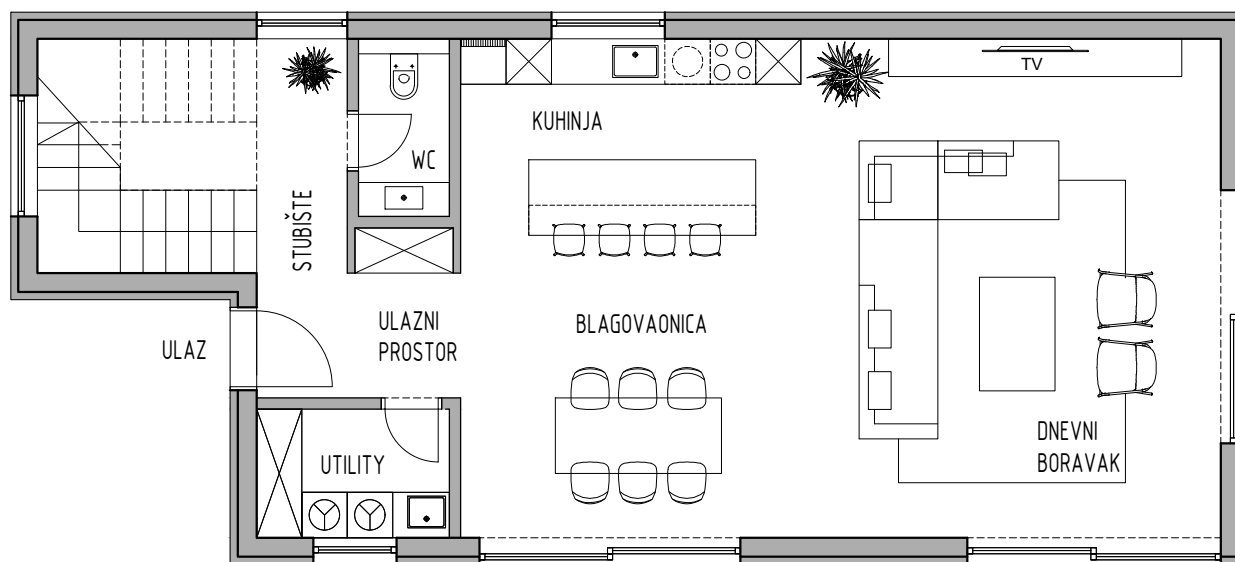 TV
KUHINJA
WC
STUBIŠTE
ULAZNI
PROSTOR
BLAGOVAONICA
ULAZ
DNEVNI
BORAVAK
UTILITY